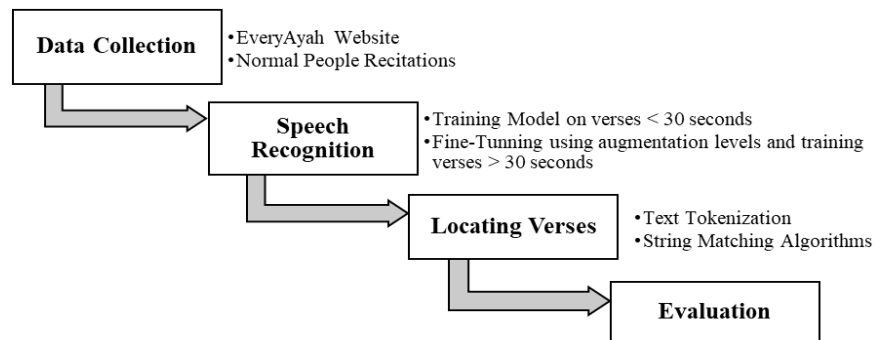 Data Collection
•EveryAyah Website
•Normal People Recitations
Speech
Recognition
•Training Model on verses < 30 seconds
•Fine-Tunning using augmentation levels and training
verses > 30 seconds
Locating Verses
•Text Tokenization
•String Matching Algorithms
Evaluation